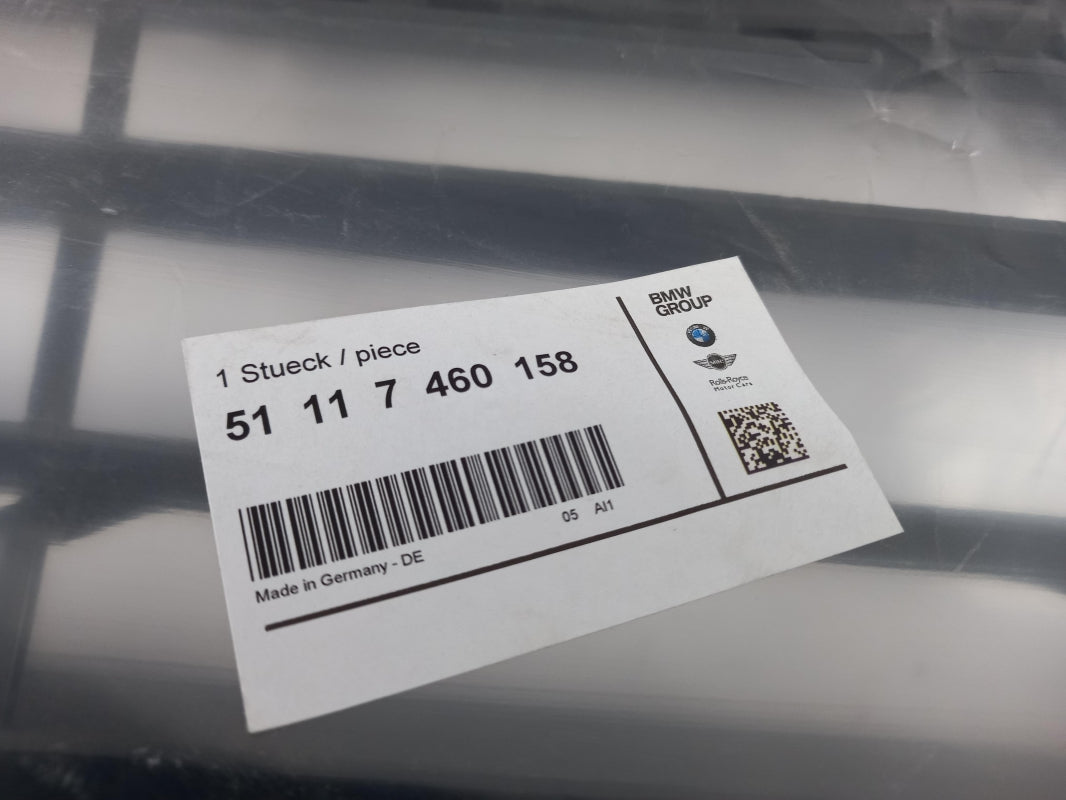 1 Stueck / piece
51 11 7 460 158
05 AI1
Made in Germany - DE
BMW
GROUP
MINI
Rolls-Royce
Motor Cars